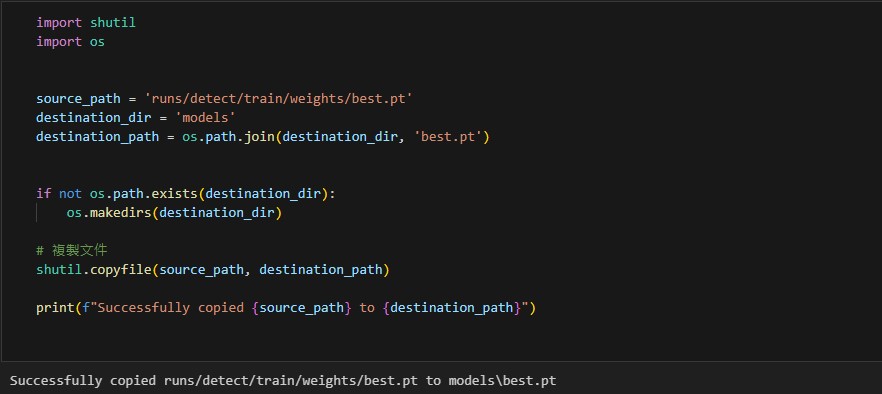 import shutil
import os
source_path = 'runs/detect/train/weights/best.pt'
destination_dir = 'models'
destination_path = os.path.join(destination_dir, 'best.pt')
if not os.path.exists(destination_dir):
    os.makedirs(destination_dir)
# 複製文件
shutil.copyfile(source_path, destination_path)
print(f"Successfully copied {source_path} to {destination_path}")
Successfully copied runs/detect/train/weights/best.pt to models\best.pt